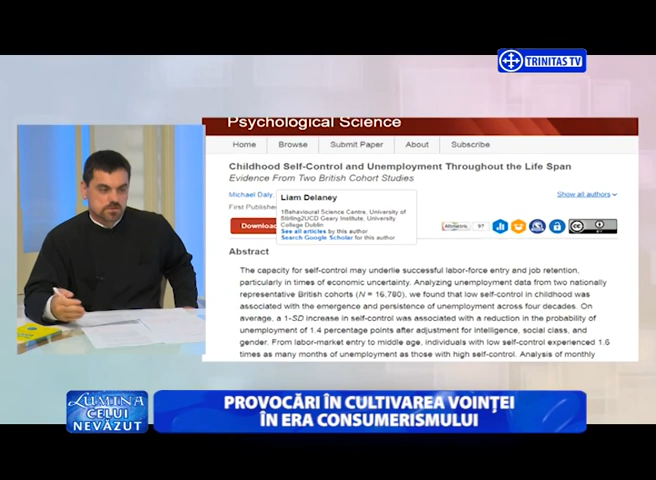 TRINITAS TV
Psychological Science
Home Browse Submit Paper About Subscribe
Childhood Self-Control and Unemployment Throughout the Life Span
Evidence From Two British Cohort Studies
Michael Daly,
Liam Delaney
Show all authors
1Behavioural Science Centre, University of
Stirling2UCD Geary Institute, University
College Dublin
See all articles by this author
Search Google Scholar for this author
First Published
Download
Altmetric 97
Abstract
The capacity for self-control may underlie successful labor-force entry and job retention,
particularly in times of economic uncertainty. Analyzing unemployment data from two nationally
representative British cohorts (N = 16,780), we found that low self-control in childhood was
associated with the emergence and persistence of unemployment across four decades. On
average, a 1-SD increase in self-control was associated with a reduction in the probability of
unemployment of 1.4 percentage points after adjustment for intelligence, social class, and
gender. From labor-market entry to middle age, individuals with low self-control experienced 1.6
times as many months of unemployment as those with high self-control. Analysis of monthly
LUMINA
CELUI
NEVĂZUT
PROVOCĂRI ÎN CULTIVAREA VOINȚEI
ÎN ERA CONSUMERISMULUI